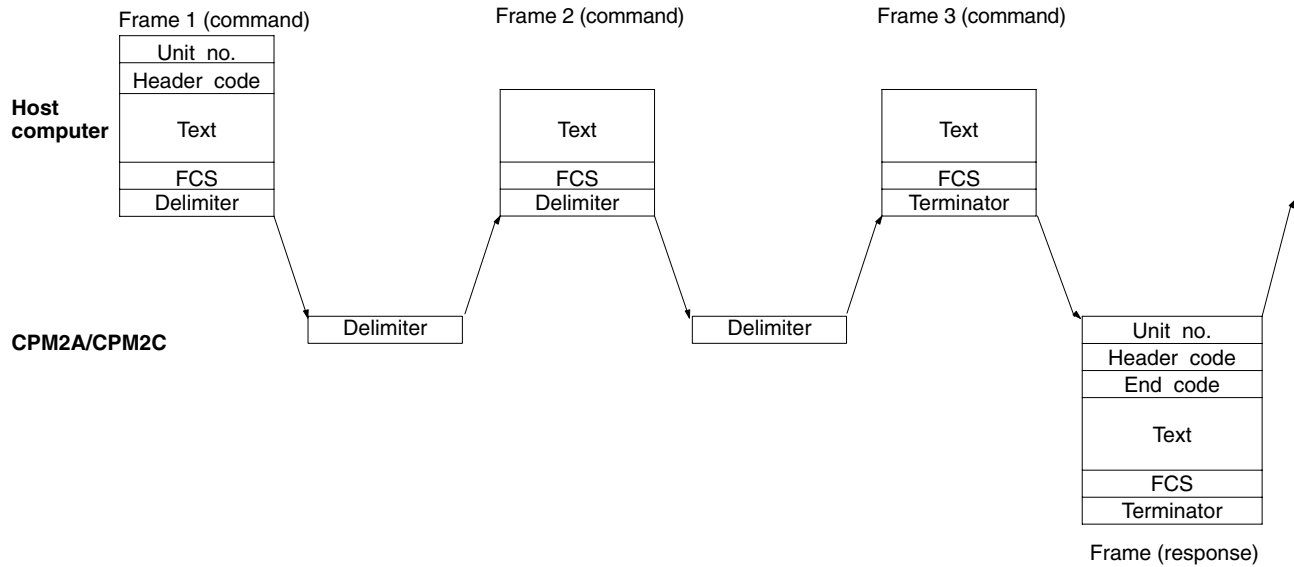 Frame 1 (command)
Frame 2 (command)
Frame 3 (command)
Host
computer
Unit no.
Header code
Text
FCS
Delimiter
Text
FCS
Delimiter
Text
FCS
Terminator
CPM2A/CPM2C
Delimiter
Delimiter
Unit no.
Header code
End code
Text
FCS
Terminator
Frame (response)